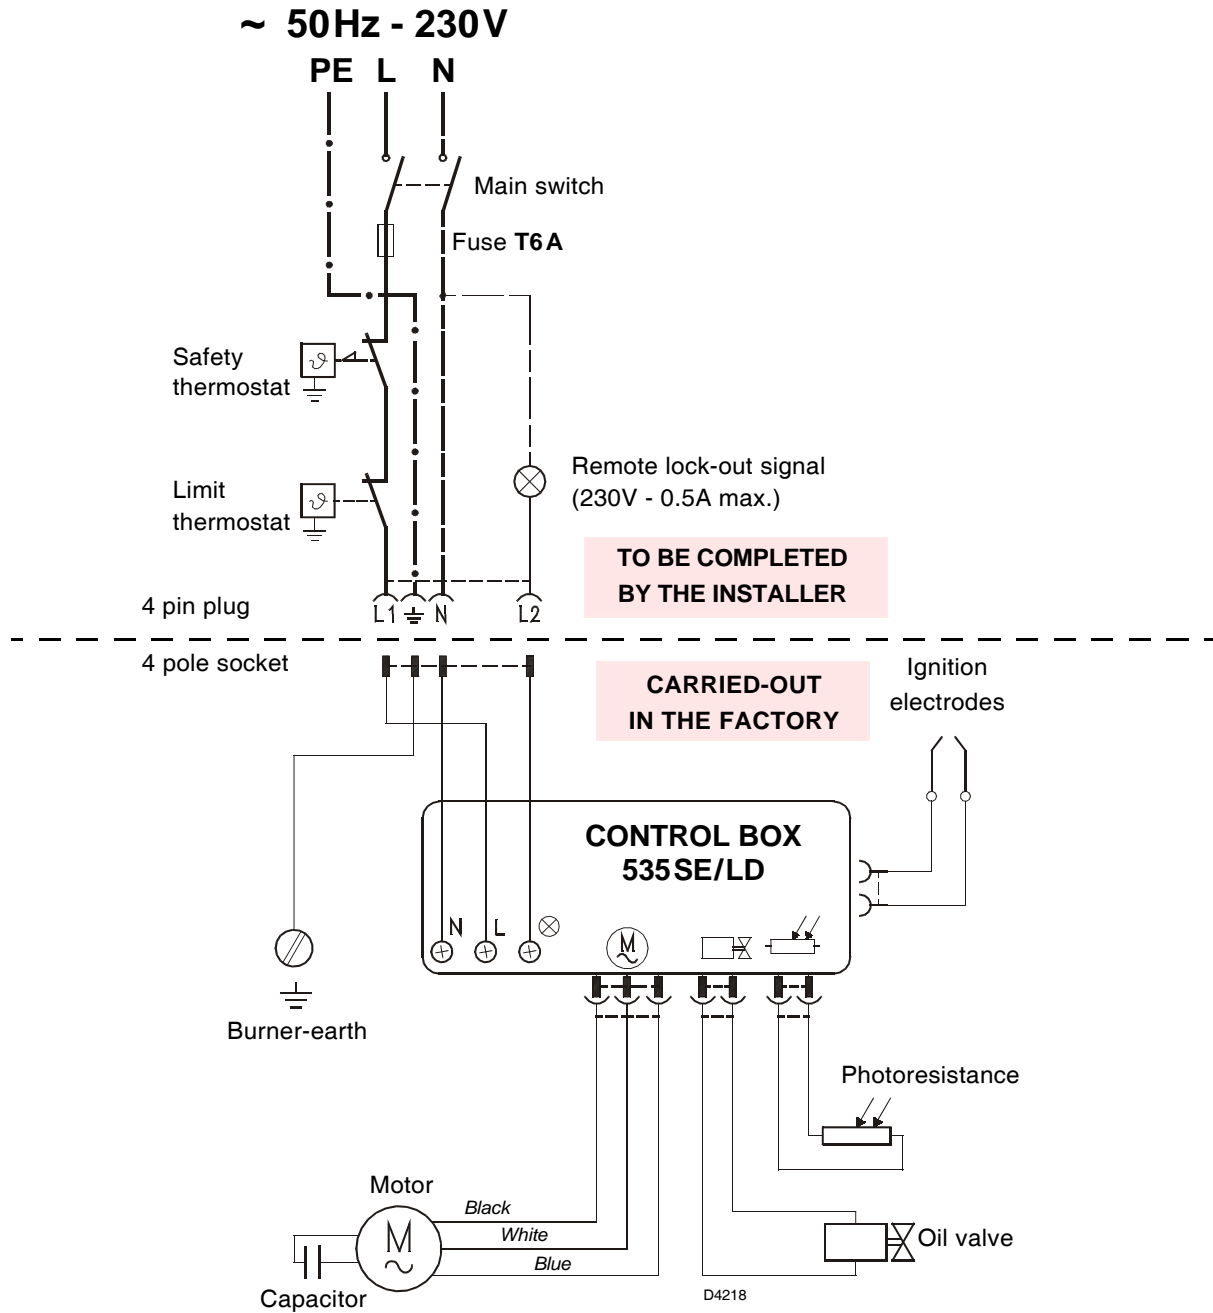 ~ 50Hz - 230V
PE L N
Main switch
Fuse T6A
Safety
thermostat
ϑ
Limit
thermostat
ϑ
Remote lock-out signal
(230V - 0.5A max.)
TO BE COMPLETED
BY THE INSTALLER
4 pin plug
L1 N L2
4 pole socket
CARRIED-OUT
IN THE FACTORY
Ignition
electrodes
CONTROL BOX
535SE/LD
N L
M
~
Burner-earth
Photoresistance
Motor
M
~
Black
White
Blue
Oil valve
Capacitor
D4218